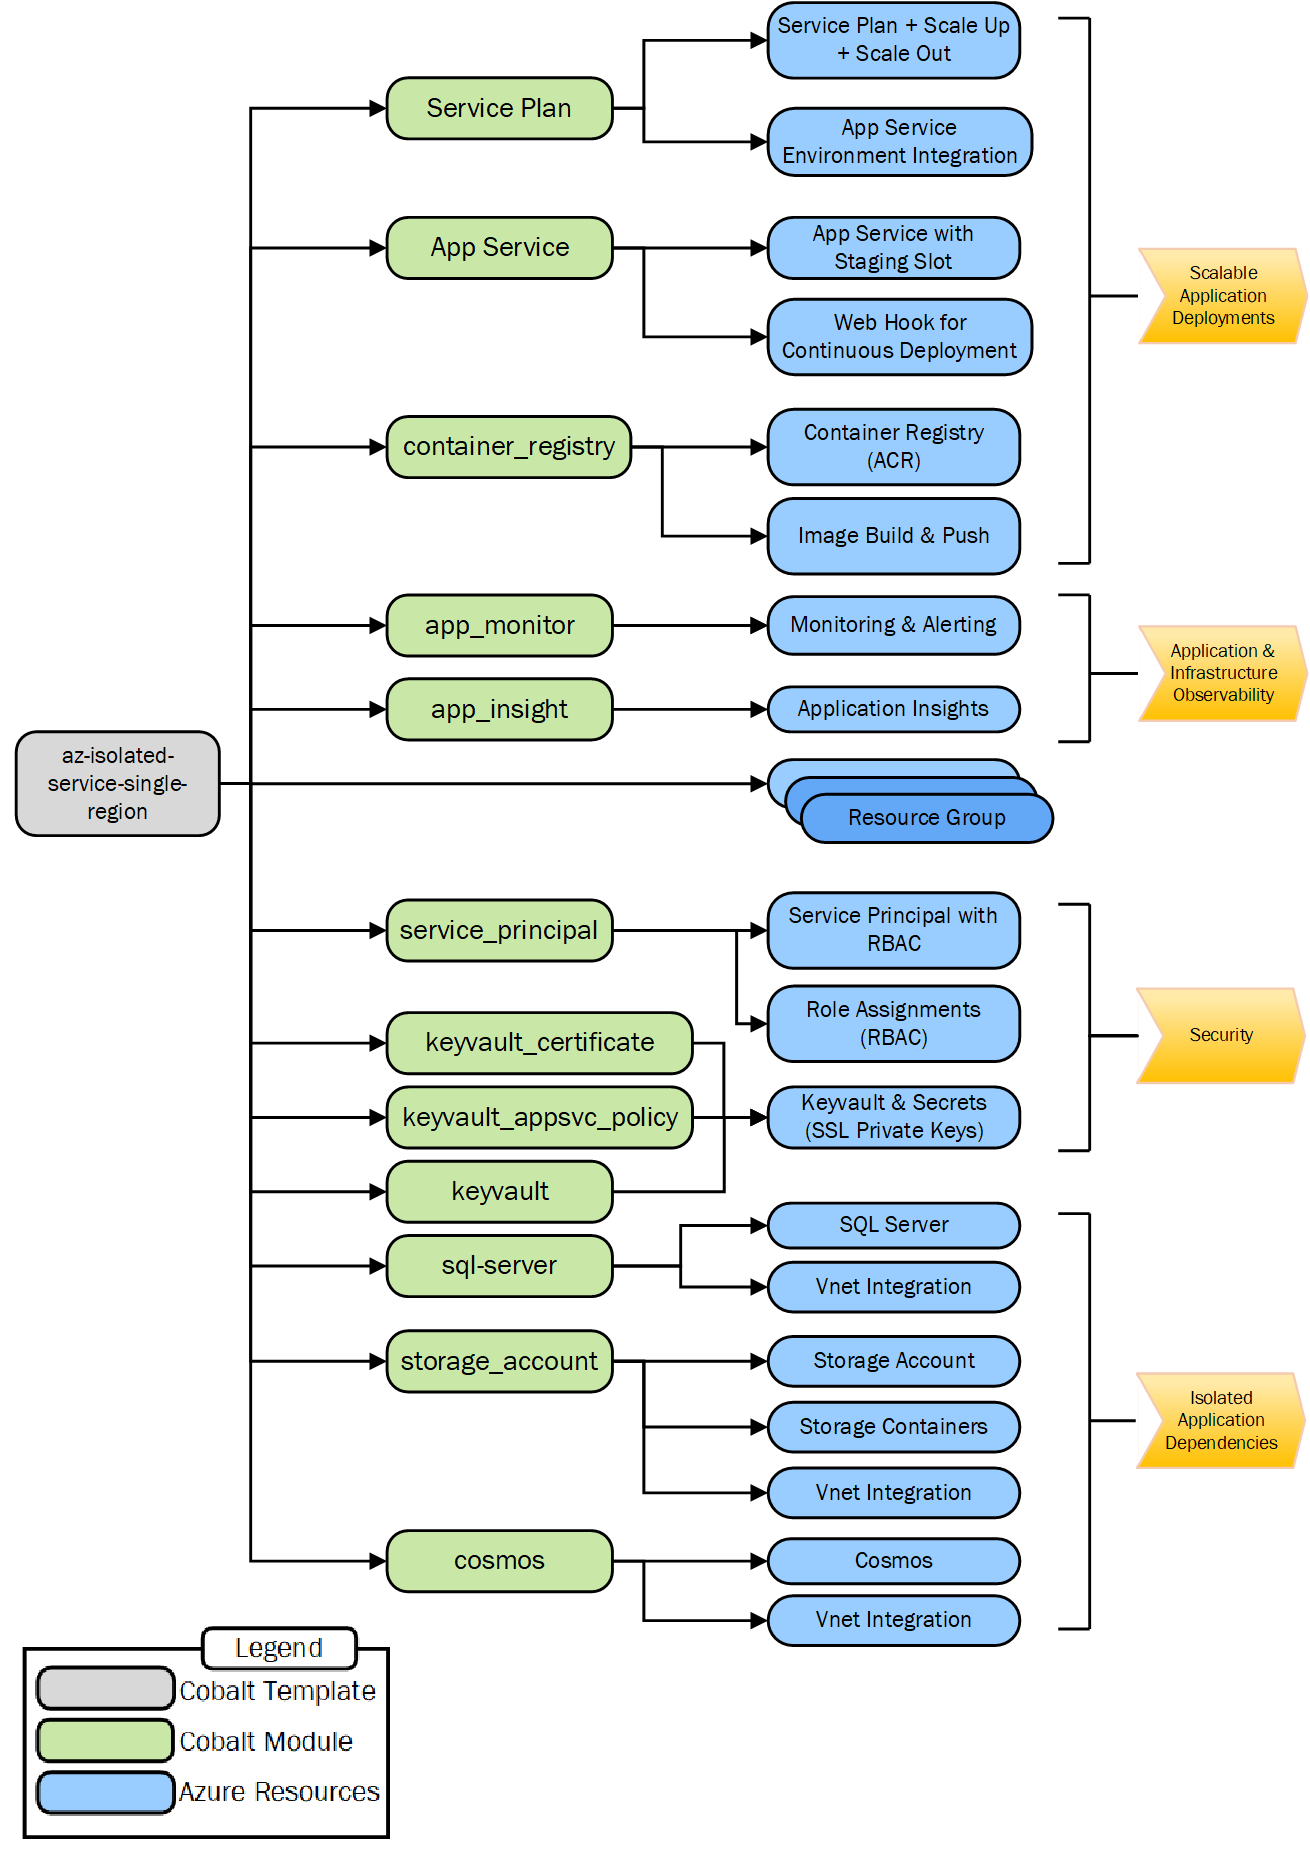 Service Plan + Scale Up
+ Scale Out
Service Plan
App Service
Environment Integration
App Service
App Service with
Staging Slot
Web Hook for
Continuous Deployment
Scalable
Application
Deployments
container_registry
Container Registry
(ACR)
Image Build & Push
app_monitor
Monitoring & Alerting
app_insight
Application Insights
Application &
Infrastructure
Observability
az-isolated-
service-single-
region
Resource Group
service_principal
Service Principal with
RBAC
Role Assignments
(RBAC)
keyvault_certificate
keyvault_appsvc_policy
keyvault
Keyvault & Secrets
(SSL Private Keys)
Security
sql-server
SQL Server
Vnet Integration
storage_account
Storage Account
Storage Containers
Vnet Integration
Isolated
Application
Dependencies
cosmos
Cosmos
Vnet Integration
Legend
Cobalt Template
Cobalt Module
Azure Resources